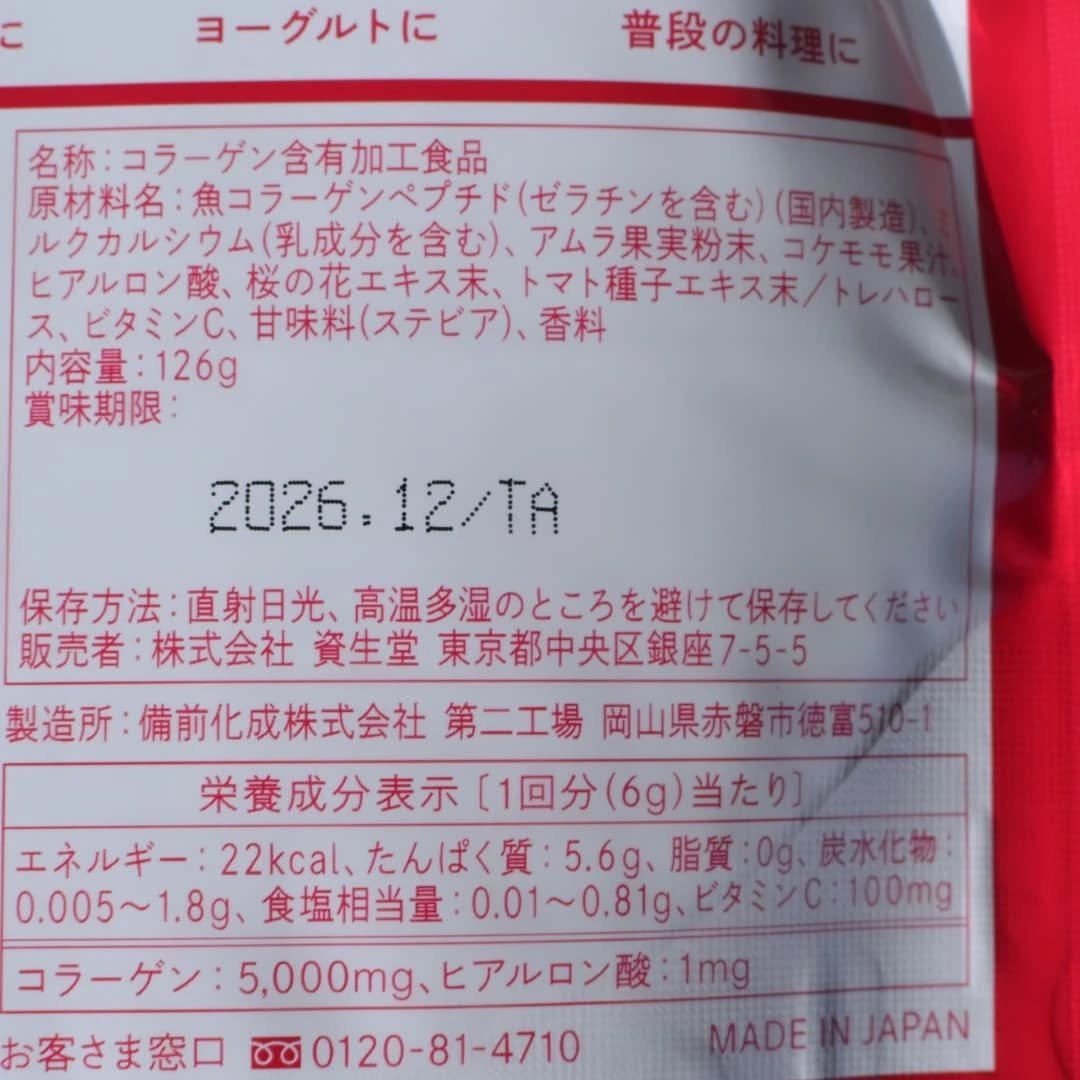 に ヨーグルトに 普段の料理に
名称：コラーゲン含有加工食品
原材料名：魚コラーゲンペプチド(ゼラチンを含む)(国内製造)、ミ
ルクカルシウム(乳成分を含む)、アムラ果実粉末、コケモモ果汁、
ヒアルロン酸、桜の花エキス末、トマト種子エキス末／トレハロー
ス、ビタミンC、甘味料(ステビア)、香料
内容量：126g
賞味期限：
2026.12/TA
保存方法：直射日光、高温多湿のところを避けて保存してください
販売者：株式会社 資生堂 東京都中央区銀座7-5-5
製造所：備前化成株式会社 第二工場 岡山県赤磐市徳富510-1
栄養成分表示［1回分(6g)当たり］
エネルギー：22kcal、たんぱく質：5.6g、脂質：0g、炭水化物：
0.005～1.8g、食塩相当量：0.01～0.81g、ビタミンC：100mg
コラーゲン：5,000mg、ヒアルロン酸：1mg
お客さま窓口 0120-81-4710
MADE IN JAPAN